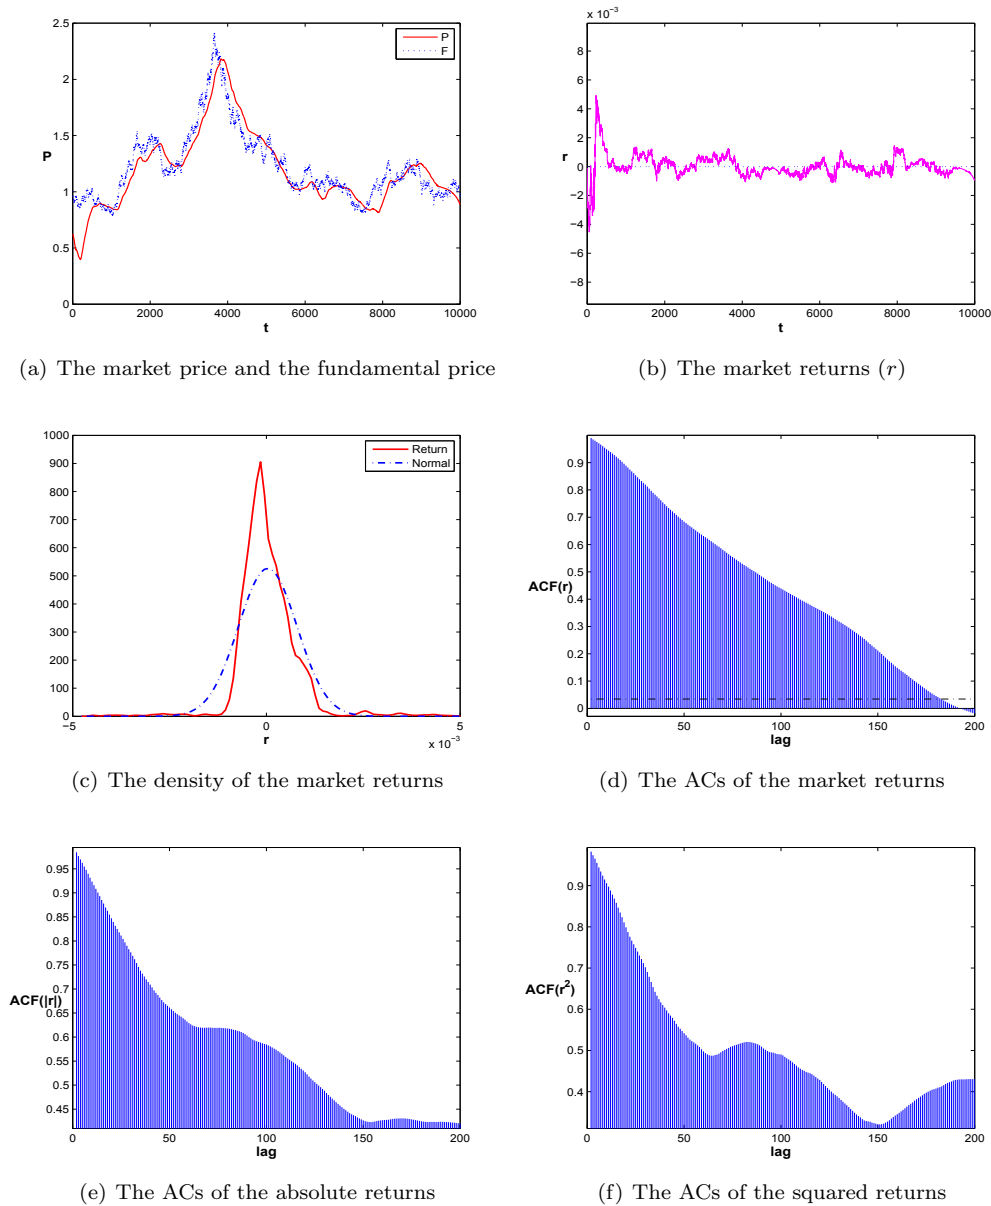 2.5
2
1.5
P
1
0.5
0
0 2000 4000 6000 8000 10000
t
P
F
(a) The market price and the fundamental price
x 10⁻³
8
6
4
2
r 0
−2
−4
−6
−8
0 2000 4000 6000 8000 10000
t
(b) The market returns (r)
1000
900
800
700
600
500
400
300
200
100
0
−5 0 5
r x 10⁻³
Return
Normal
(c) The density of the market returns
0.9
0.8
0.7
0.6
0.5
ACF(r)
0.4
0.3
0.2
0.1
0
0 50 100 150 200
lag
(d) The ACs of the market returns
0.95
0.9
0.85
0.8
0.75
0.7
ACF(|r|)
0.65
0.6
0.55
0.5
0.45
0 50 100 150 200
lag
(e) The ACs of the absolute returns
0.9
0.8
0.7
ACF(r²)
0.6
0.5
0.4
0 50 100 150 200
lag
(f) The ACs of the squared returns